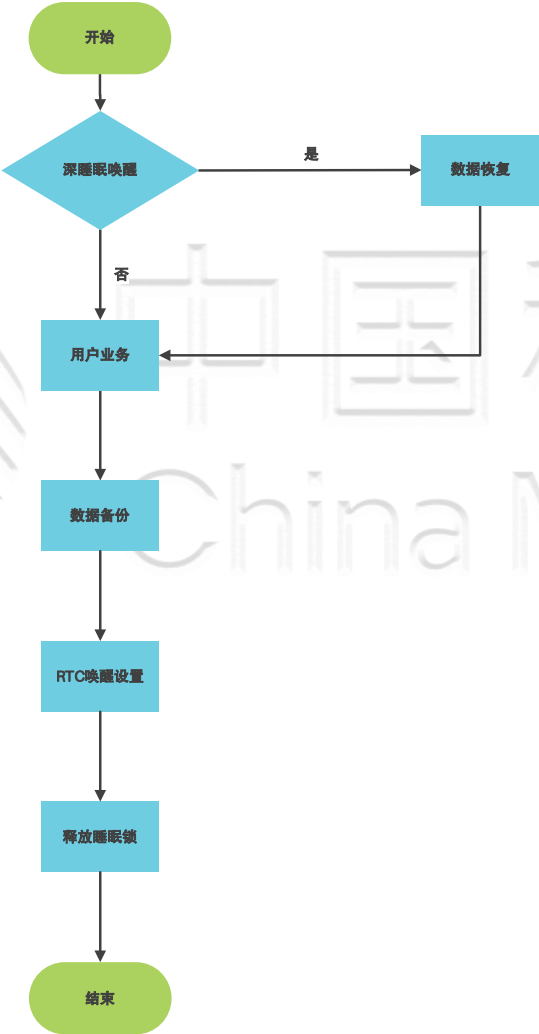 开始
深睡眠唤醒
是
数据恢复
否
用户业务
数据备份
RTC唤醒设置
释放睡眠锁
结束
中国
China